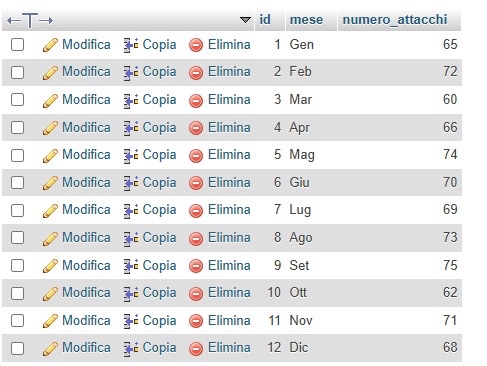 id mese numero_attacchi
Modifica Copia Elimina 1 Gen 65
Modifica Copia Elimina 2 Feb 72
Modifica Copia Elimina 3 Mar 60
Modifica Copia Elimina 4 Apr 66
Modifica Copia Elimina 5 Mag 74
Modifica Copia Elimina 6 Giu 70
Modifica Copia Elimina 7 Lug 69
Modifica Copia Elimina 8 Ago 73
Modifica Copia Elimina 9 Set 75
Modifica Copia Elimina 10 Ott 62
Modifica Copia Elimina 11 Nov 71
Modifica Copia Elimina 12 Dic 68